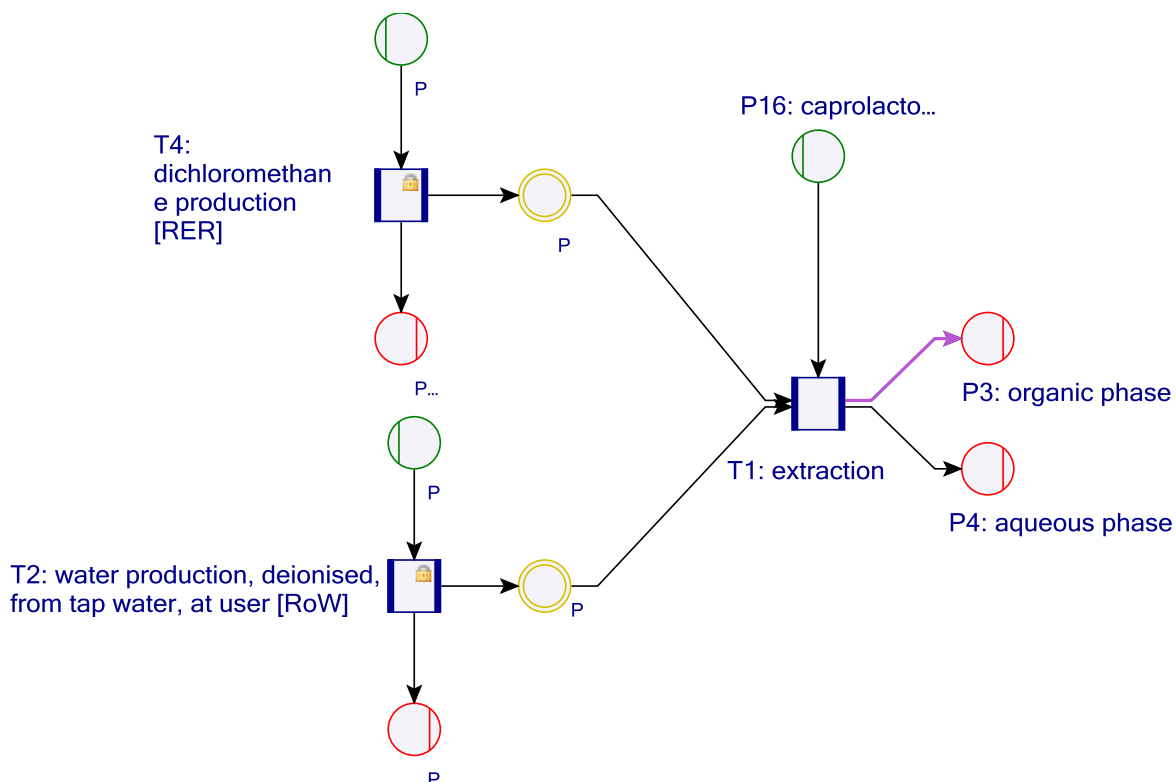 P
P16: caprolacto...
T4:
dichloromethan
e production
[RER]
P
P...
P3: organic phase
T1: extraction
P
P4: aqueous phase
T2: water production, deionised,
from tap water, at user [RoW]
P
P